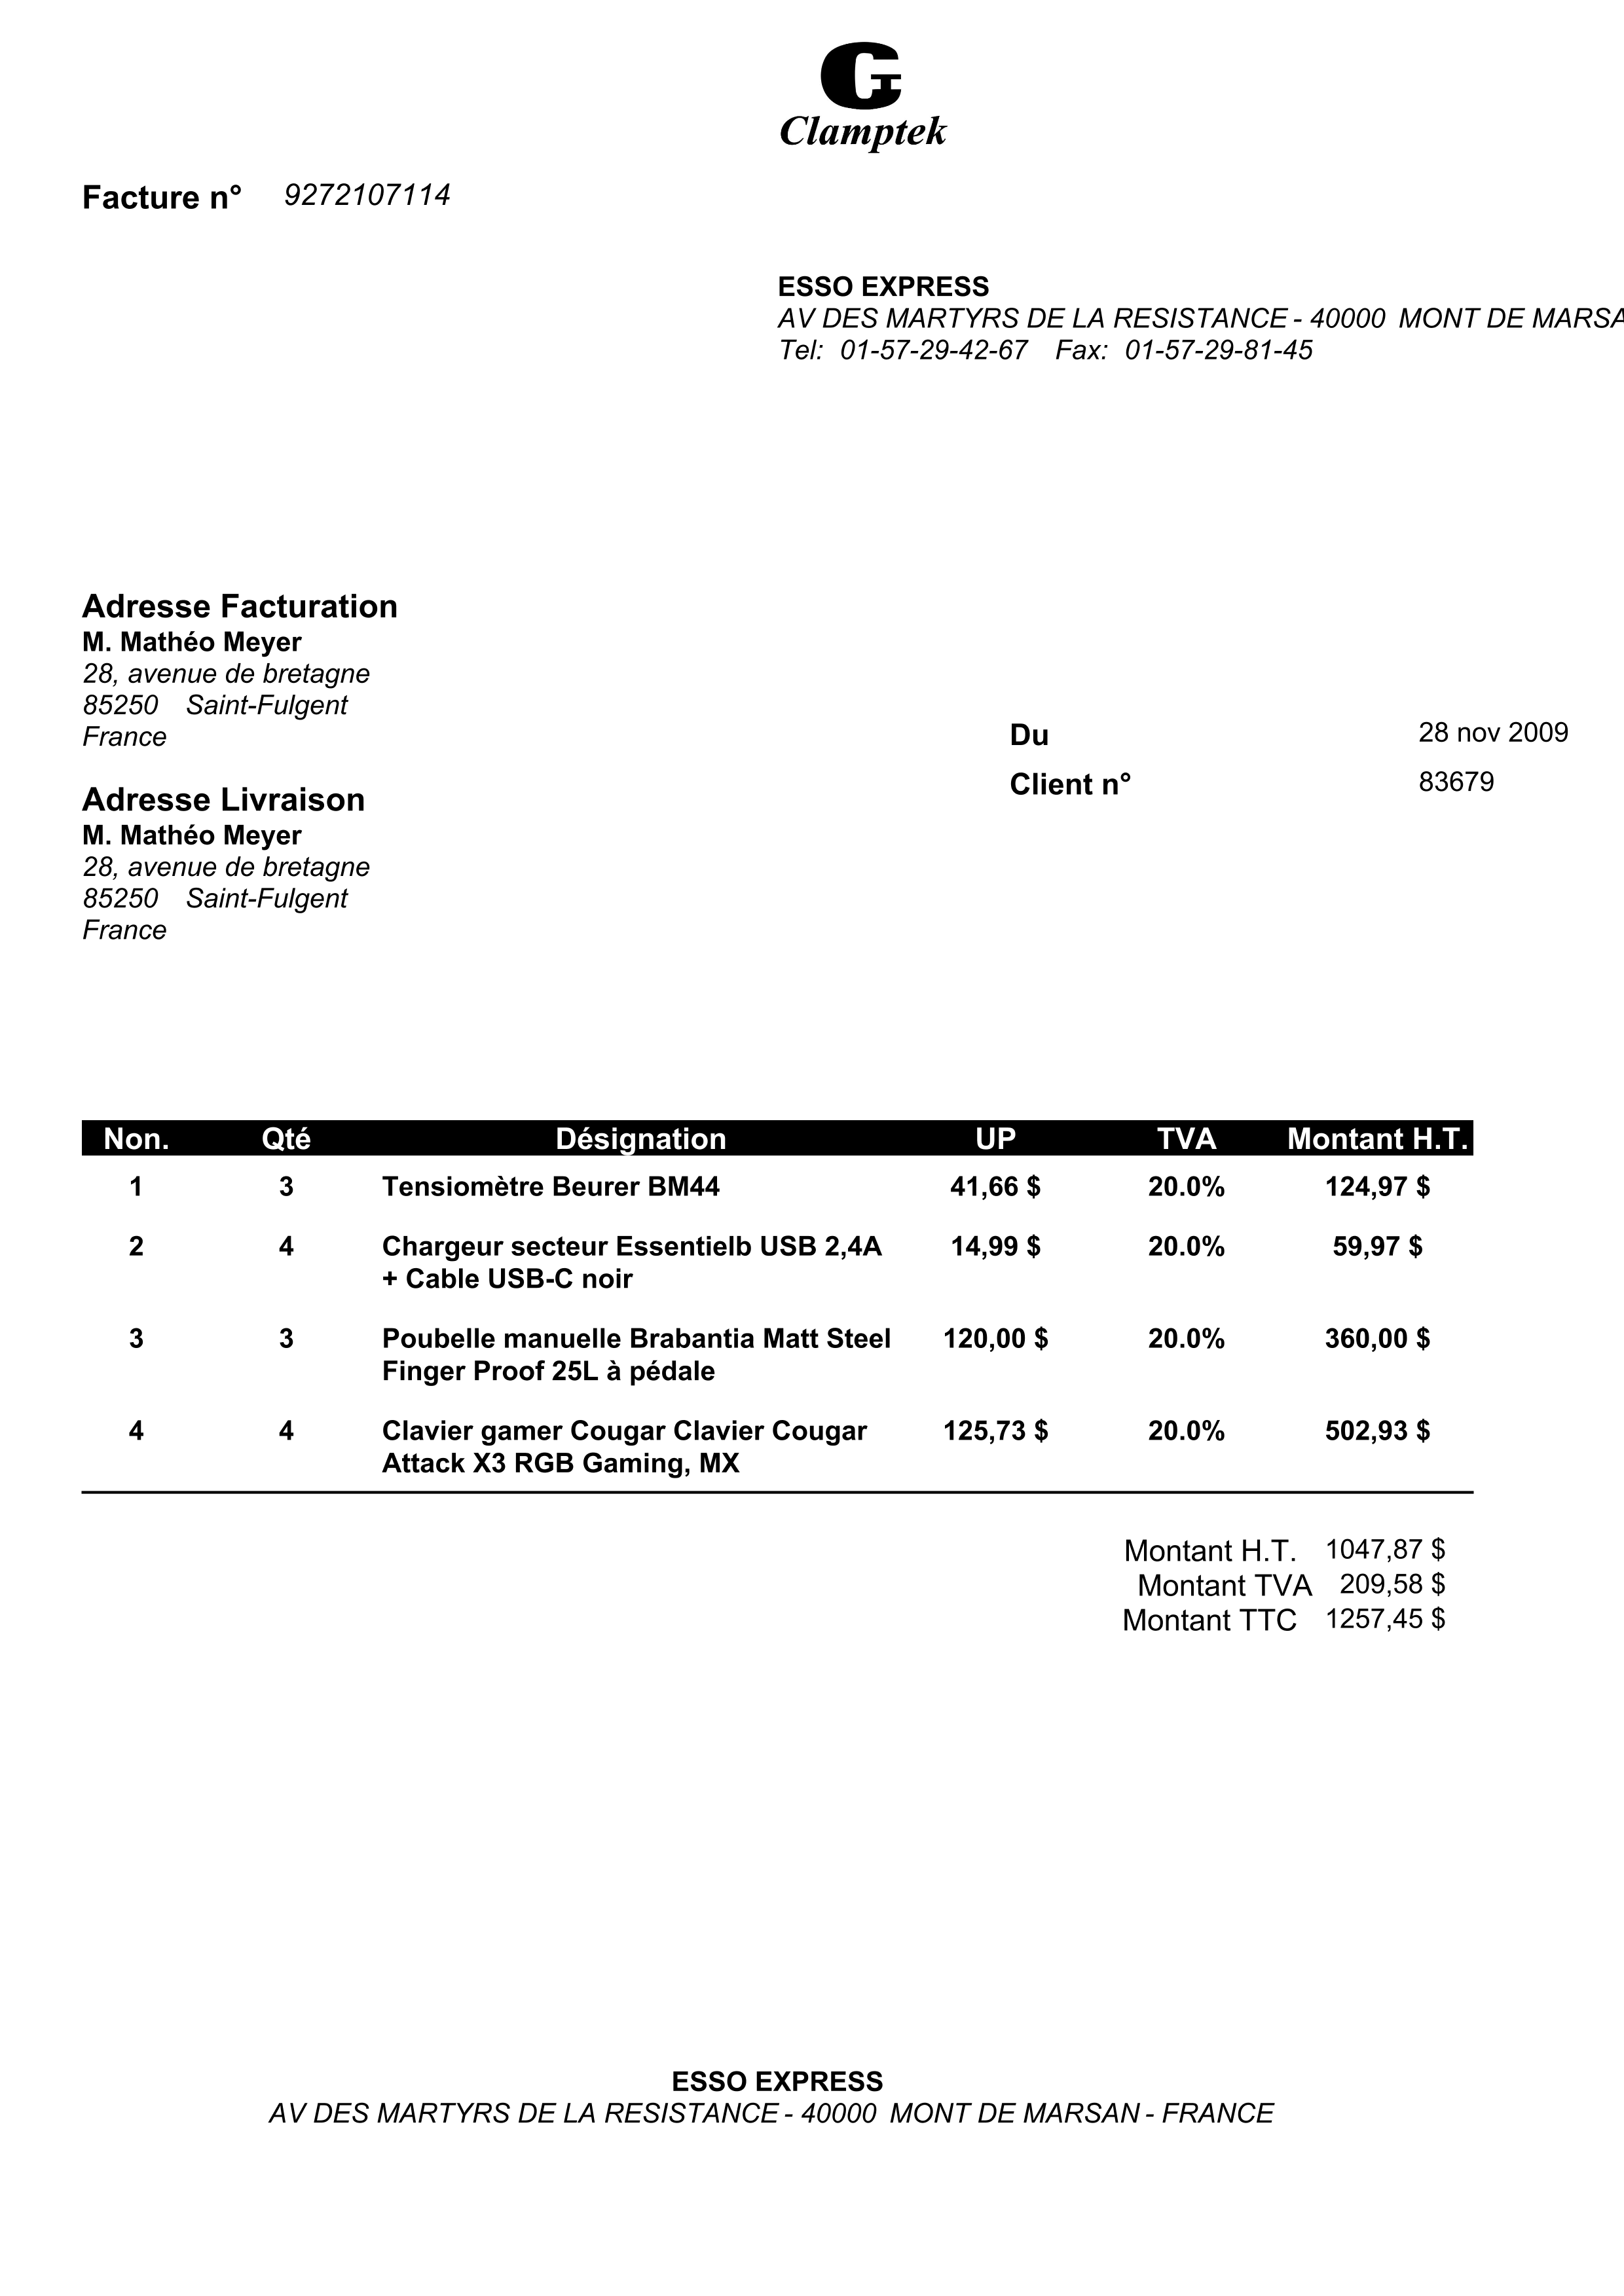 Clamptek
Facture n° 9272107114
ESSO EXPRESS
AV DES MARTYRS DE LA RESISTANCE - 40000 MONT DE MARSA
Tel: 01-57-29-42-67 Fax: 01-57-29-81-45
Adresse Facturation
M. Mathéo Meyer
28, avenue de bretagne
85250 Saint-Fulgent
France
Du 28 nov 2009
Client n° 83679
Adresse Livraison
M. Mathéo Meyer
28, avenue de bretagne
85250 Saint-Fulgent
France
Non. Qté Désignation UP TVA Montant H.T.
1 3 Tensiomètre Beurer BM44 41,66 $ 20.0% 124,97 $
2 4 Chargeur secteur Essentielb USB 2,4A 14,99 $ 20.0% 59,97 $
+ Cable USB-C noir
3 3 Poubelle manuelle Brabantia Matt Steel 120,00 $ 20.0% 360,00 $
Finger Proof 25L à pédale
4 4 Clavier gamer Cougar Clavier Cougar 125,73 $ 20.0% 502,93 $
Attack X3 RGB Gaming, MX
Montant H.T. 1047,87 $
Montant TVA 209,58 $
Montant TTC 1257,45 $
ESSO EXPRESS
AV DES MARTYRS DE LA RESISTANCE - 40000 MONT DE MARSAN - FRANCE